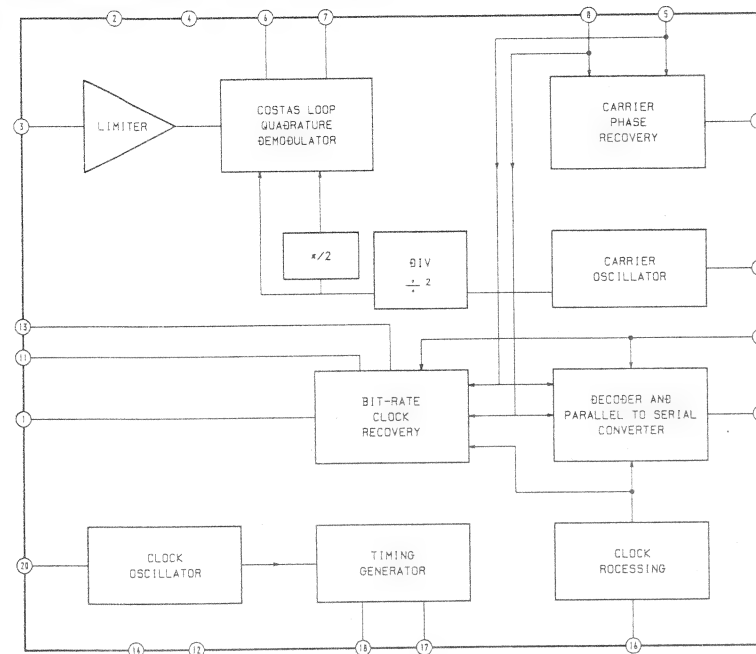 2
4
6
7
8
5
COSTAS LOOP
QUADRATURE
DEMODULATOR
CARRIER
PHASE
RECOVERY
3
LIMITER
π/2
DIV
÷ 2
CARRIER
OSCILLATOR
13
11
BIT-RATE
CLOCK
RECOVERY
DECODER AND
PARALLEL TO SERIAL
CONVERTER
1
CLOCK
OSCILLATOR
TIMING
GENERATOR
CLOCK
ROCESSING
20
14
12
18
17
16